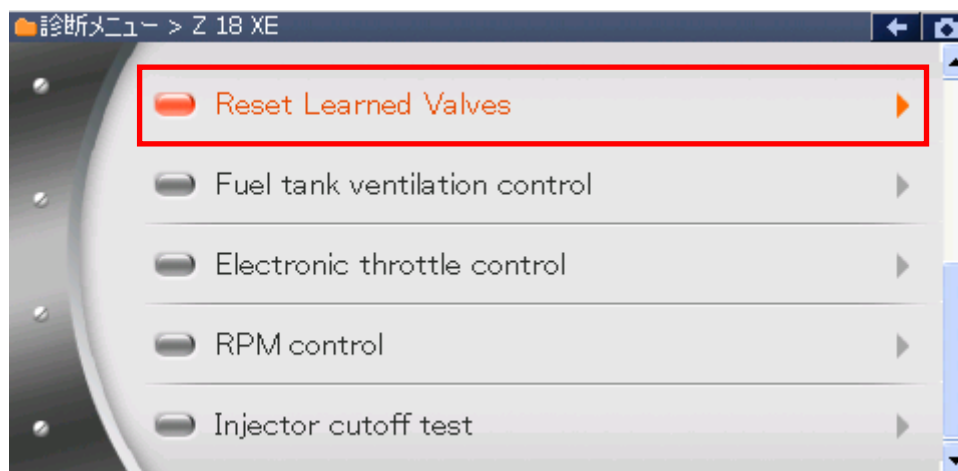 診断メニュー > Z 18 XE
Reset Learned Valves
Fuel tank ventilation control
Electronic throttle control
RPM control
Injector cutoff test